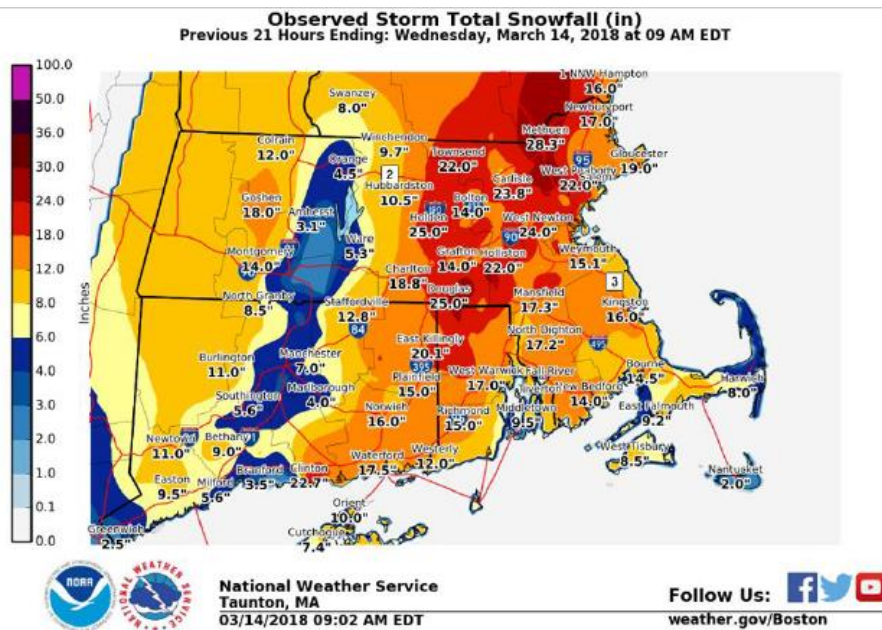 Observed Storm Total Snowfall (in)
Previous 21 Hours Ending: Wednesday, March 14, 2018 at 09 AM EDT
100.0
50.0
36.0
30.0
24.0
18.0
12.0
8.0
6.0
4.0
3.0
2.0
1.0
0.1
0.0
Inches
1 NNW Hampton
16.0"
Swanzey
8.0"
Newburyport
17.0"
Methuen
28.3"
Colrain
12.0"
Winchendon
9.7"
Townsend
22.0"
95
Gloucester
19.0"
Orange
4.5"
2
Hubbardston
10.5"
Carlisle
23.8"
West Peabody
22.0"
Salem
Goshen
18.0"
Amherst
3.1"
Bolton
14.0"
Holden
25.0"
West Newton
24.0"
90
Ware
5.3"
Montgomery
14.0"
Grafton
14.0"
Holliston
22.0"
Weymouth
15.1"
Charlton
18.8"
3
North Granby
8.5"
Staffordville
12.8"
Douglas
25.0"
Mansfield
17.3"
Kingston
16.0"
84
East Killingly
20.1"
North Dighton
17.2"
495
Burlington
11.0"
Manchester
7.0"
395
Plainfield
15.0"
West Warwick
17.0"
Fall River
Bourne
14.5"
Harwich
8.0"
Southington
5.6"
Marlborough
4.0"
Norwich
16.0"
Richmond
15.0"
Middletown
9.5"
Tiverton
New Bedford
14.0"
East Falmouth
9.2"
Newtown
11.0"
Bethany
9.0"
91
Westerly
12.0"
West Tisbury
8.5"
Easton
9.5"
Milford
5.6"
Branford
3.5"
Clinton
22.7"
Waterford
17.5"
Nantucket
2.0"
Orient
10.0"
Greenwich
2.5"
Cutchogue
7.4"
NOAA
NATIONAL WEATHER SERVICE
National Weather Service
Taunton, MA
03/14/2018 09:02 AM EDT
Follow Us:
weather.gov/Boston